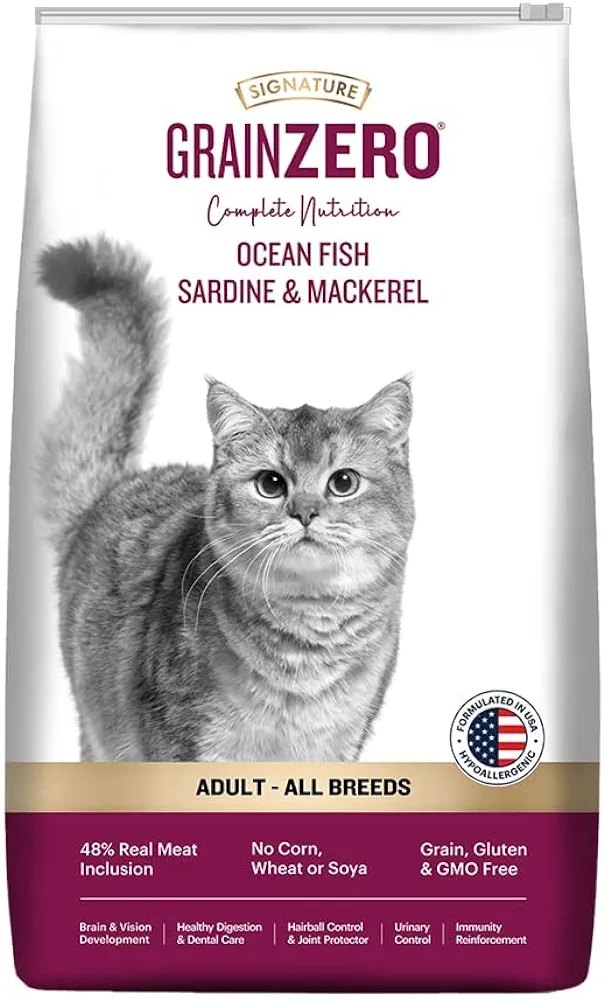 SIGNATURE
GRAINZERO®
Complete Nutrition
OCEAN FISH
SARDINE & MACKEREL
FORMULATED IN USA
HYPOALLERGENIC
ADULT - ALL BREEDS
48% Real Meat
Inclusion
No Corn,
Wheat or Soya
Grain, Gluten
& GMO Free
Brain & Vision
Development
Healthy Digestion
& Dental Care
Hairball Control
& Joint Protector
Urinary
Control
Immunity
Reinforcement